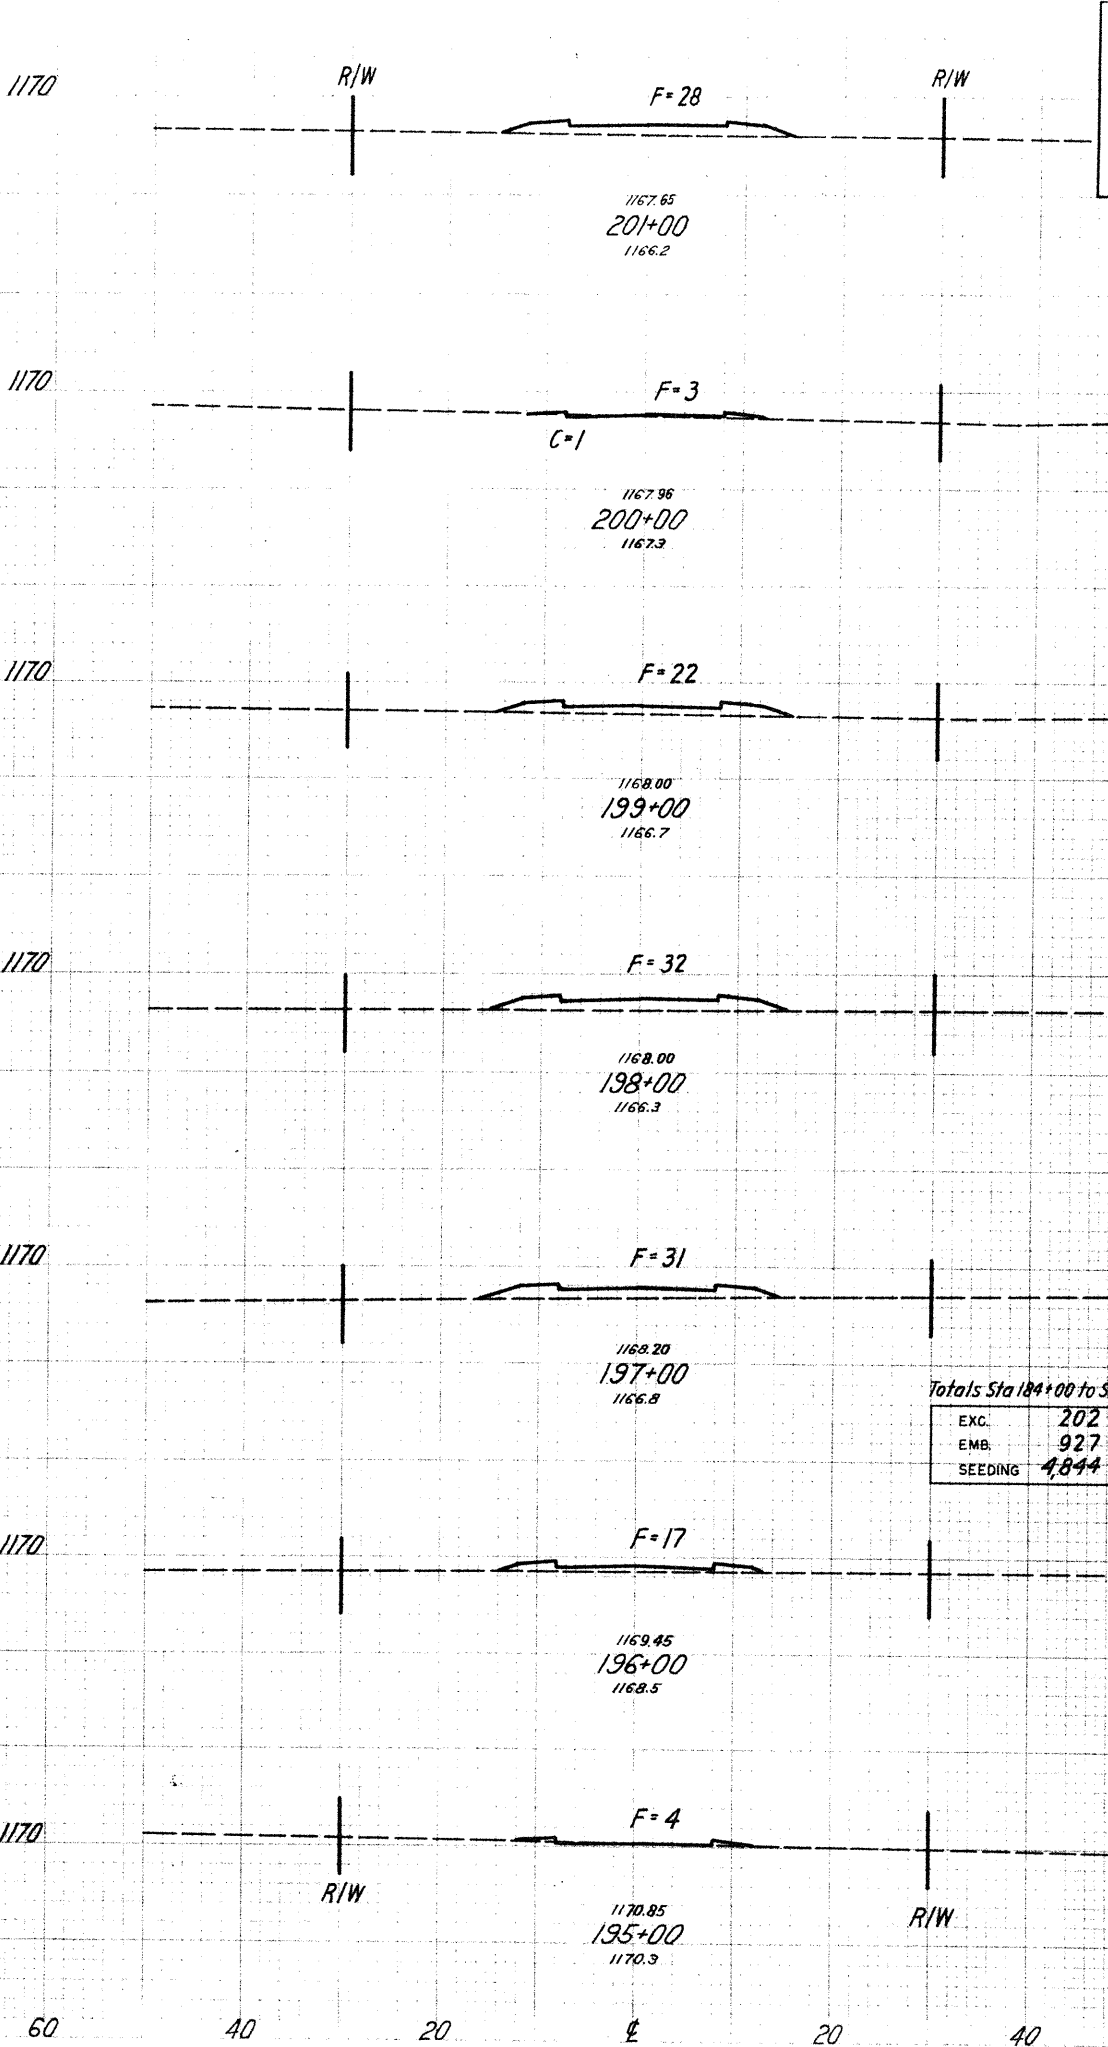 R/W
R/W
1170
F=28
1167.65
201+00
1166.2
1170
F=3
C=1
1167.96
200+00
1167.3
1170
F=22
1168.00
199+00
1166.7
1170
F=32
1168.00
198+00
1166.3
1170
F=31
1168.20
197+00
1166.8
Totals Sta 184+00 to S
EXC. 202
EMB. 927
SEEDING 4,844
1170
F=17
1169.45
196+00
1168.5
1170
F=4
R/W
R/W
1170.85
195+00
1170.3
60 40 20 ℄ 20 40